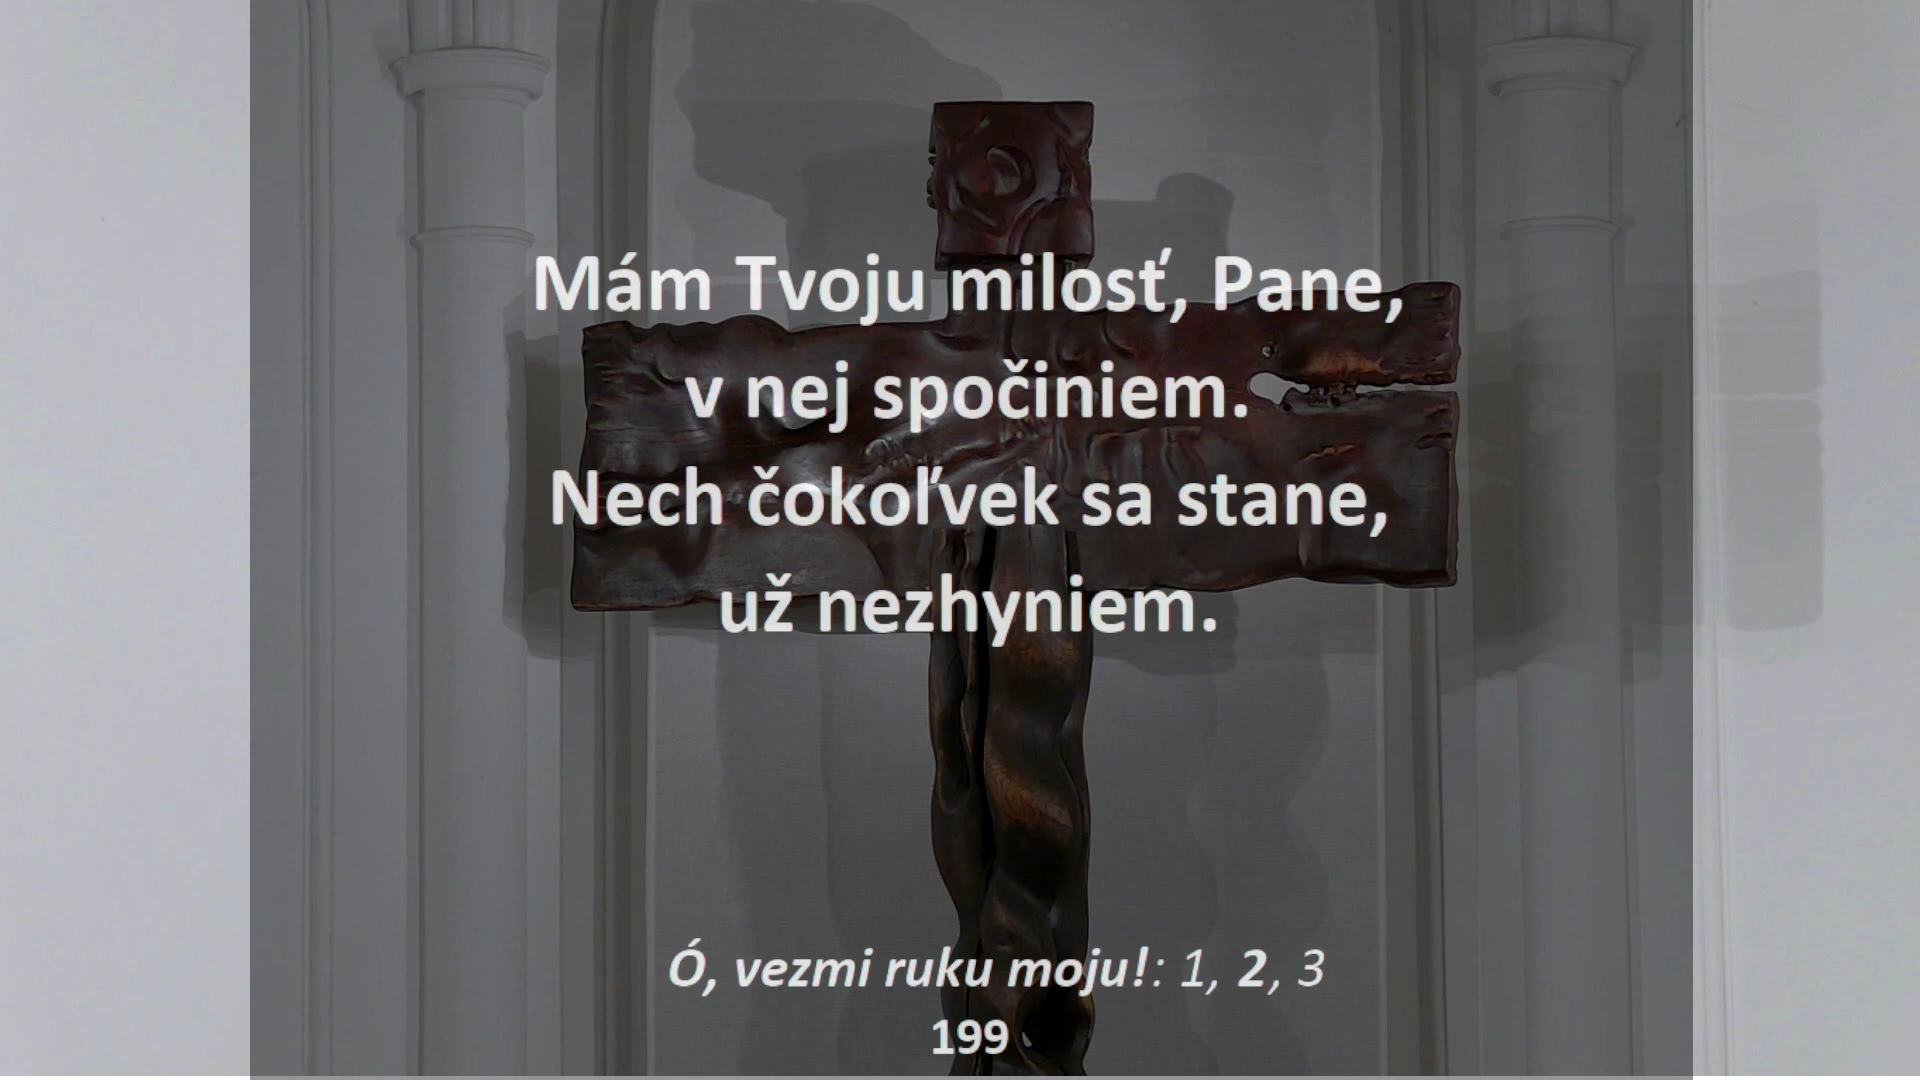 Mám Tvoju milosť, Pane,
v nej spočiniem.
Nech čokoľvek sa stane,
už nezhyniem.
Ó, vezmi ruku moju!: 1, 2, 3
199